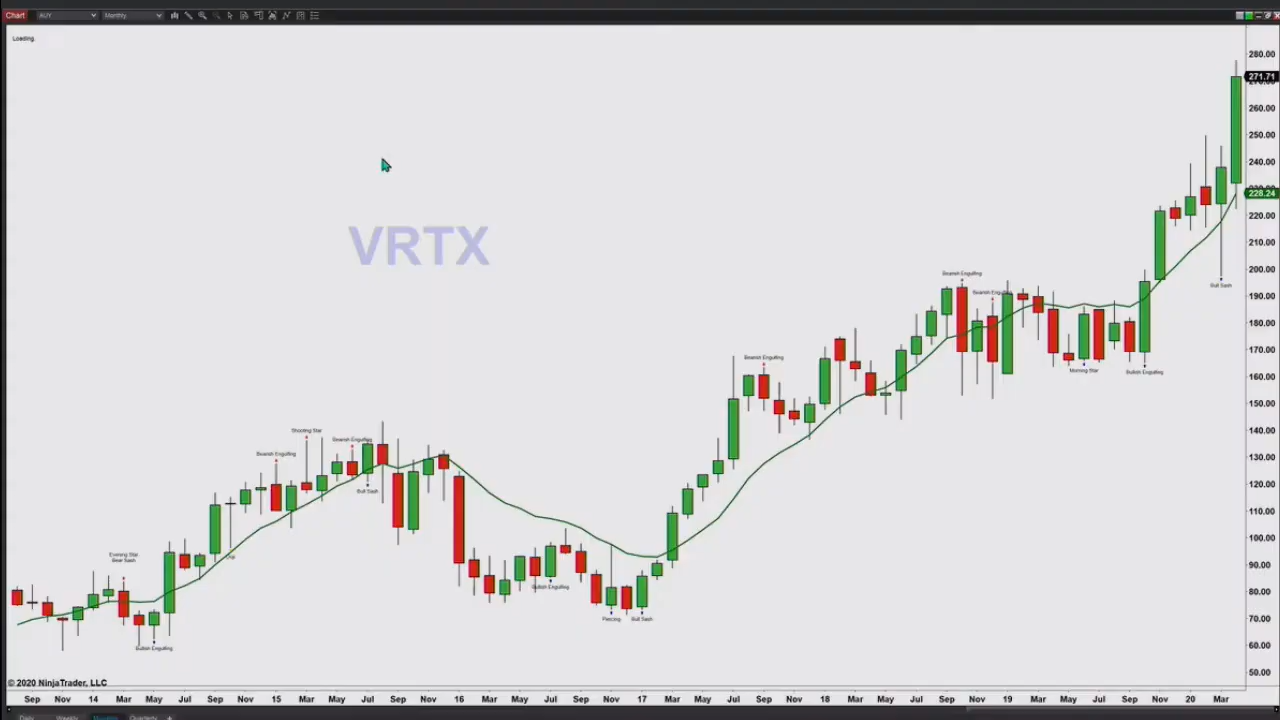 Chart AUY Monthly
Loading.
VRTX
280.00
271.71
260.00
250.00
240.00
228.24
220.00
210.00
200.00
190.00
180.00
170.00
160.00
150.00
140.00
130.00
120.00
110.00
100.00
90.00
80.00
70.00
60.00
50.00
Bearish Engulfing
Bearish Engulfing
Bull Sash
Bearish Engulfing
Morning Star
Bullish Engulfing
Shooting Star
Bearish Engulfing
Bearish Engulfing
Bull Sash
Evening Star
Bear Sash
Bullish Engulfing
Piercing
Bull Sash
Bullish Engulfing
© 2020 NinjaTrader, LLC
Sep Nov 14 Mar May Jul Sep Nov 15 Mar May Jul Sep Nov 16 Mar May Jul Sep Nov 17 Mar May Jul Sep Nov 18 Mar May Jul Sep Nov 19 Mar May Jul Sep Nov 20 Mar
Daily Weekly Monthly Quarterly +